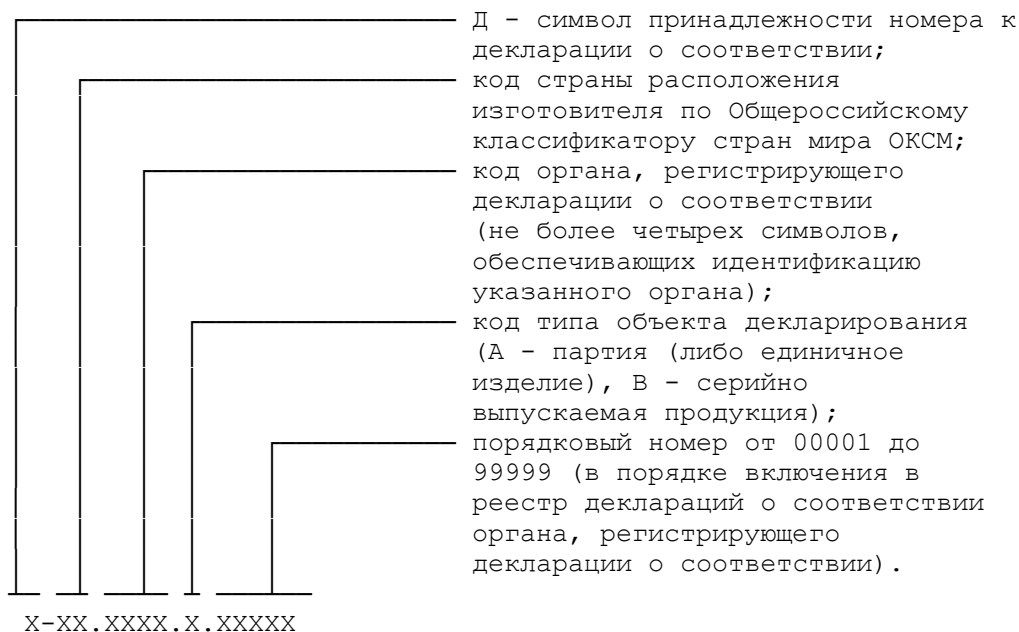 Д - символ принадлежности номера к
декларации о соответствии;
код страны расположения
изготовителя по Общероссийскому
классификатору стран мира ОКСМ;
код органа, регистрирующего
декларации о соответствии
(не более четырех символов,
обеспечивающих идентификацию
указанного органа);
код типа объекта декларирования
(А - партия (либо единичное
изделие), В - серийно
выпускаемая продукция);
порядковый номер от 00001 до
99999 (в порядке включения в
реестр деклараций о соответствии
органа, регистрирующего
декларации о соответствии).
X-XX.XXXX.X.XXXXX